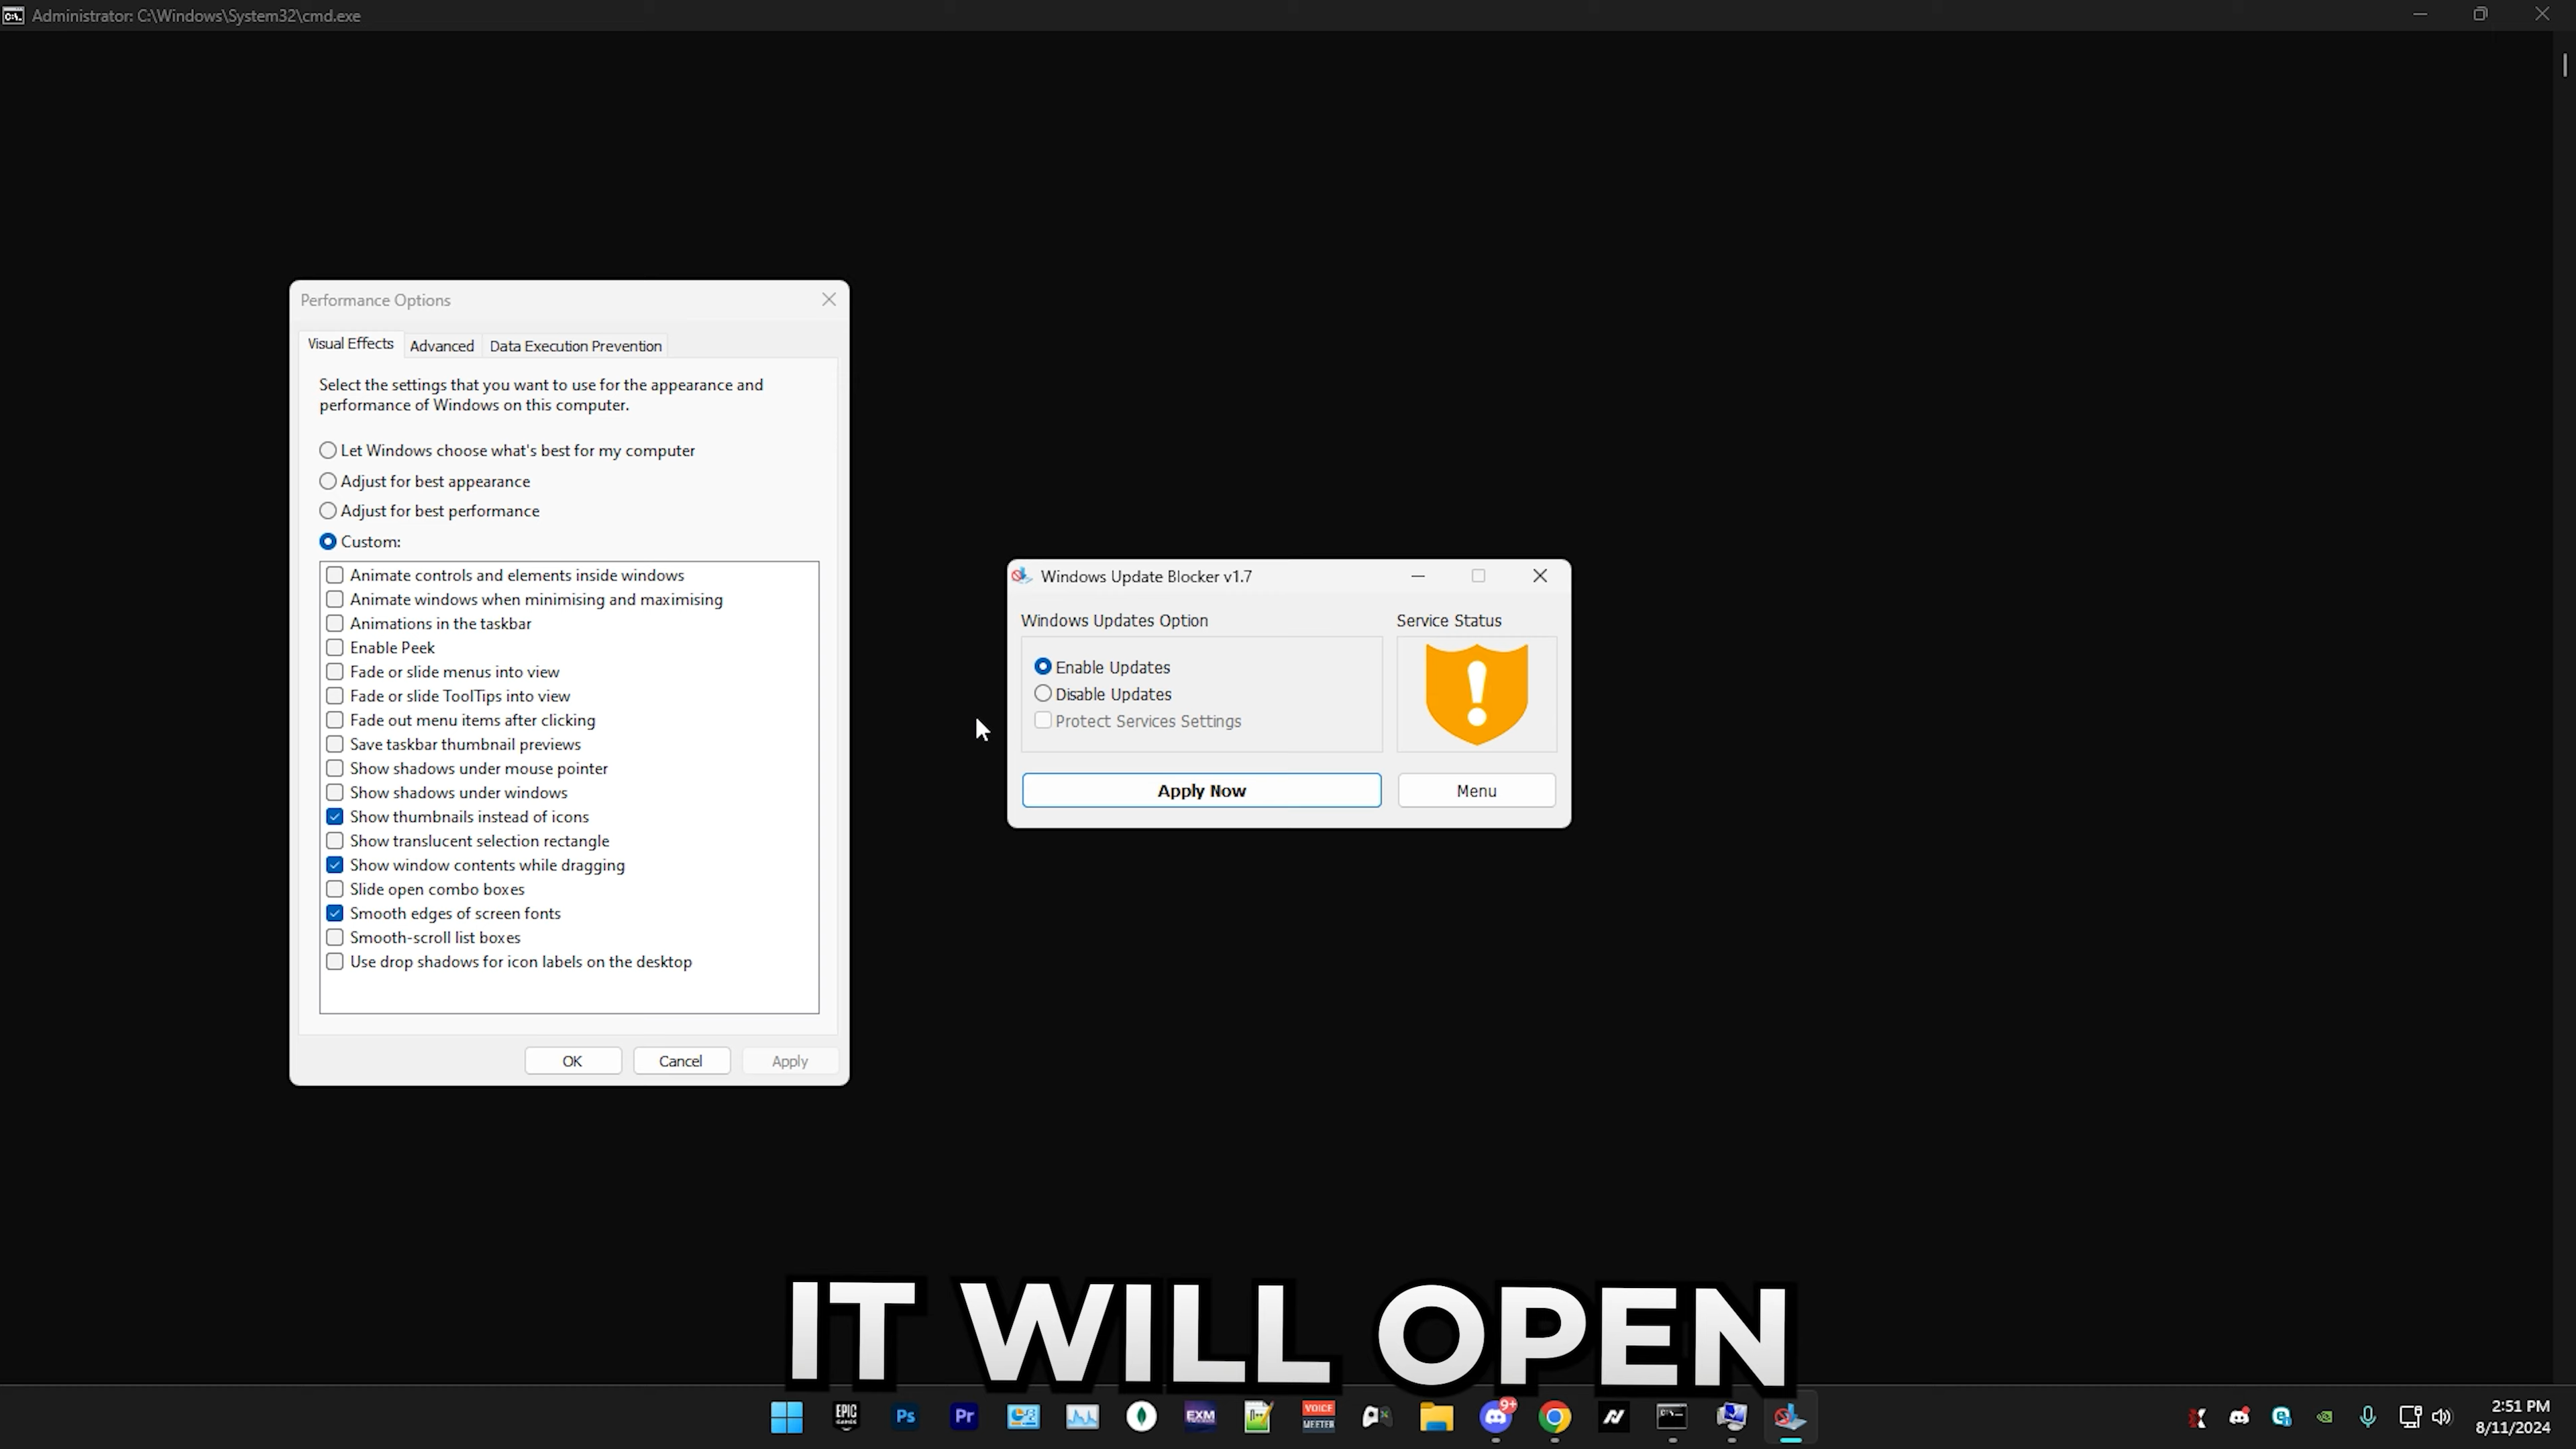 Administrator: C:\Windows\System32\cmd.exe
Performance Options
Visual Effects
Advanced
Data Execution Prevention
Select the settings that you want to use for the appearance and
performance of Windows on this computer.
Let Windows choose what's best for my computer
Adjust for best appearance
Adjust for best performance
Custom:
Animate controls and elements inside windows
Animate windows when minimising and maximising
Animations in the taskbar
Enable Peek
Fade or slide menus into view
Fade or slide ToolTips into view
Fade out menu items after clicking
Save taskbar thumbnail previews
Show shadows under mouse pointer
Show shadows under windows
Show thumbnails instead of icons
Show translucent selection rectangle
Show window contents while dragging
Slide open combo boxes
Smooth edges of screen fonts
Smooth-scroll list boxes
Use drop shadows for icon labels on the desktop
OK
Cancel
Apply
Windows Update Blocker v1.7
Windows Updates Option
Service Status
Enable Updates
Disable Updates
Protect Services Settings
Apply Now
Menu
IT WILL OPEN
EPIC
GAMES
Ps
Pr
EXM
VOICE
MEETER
9+
2:51 PM
8/11/2024